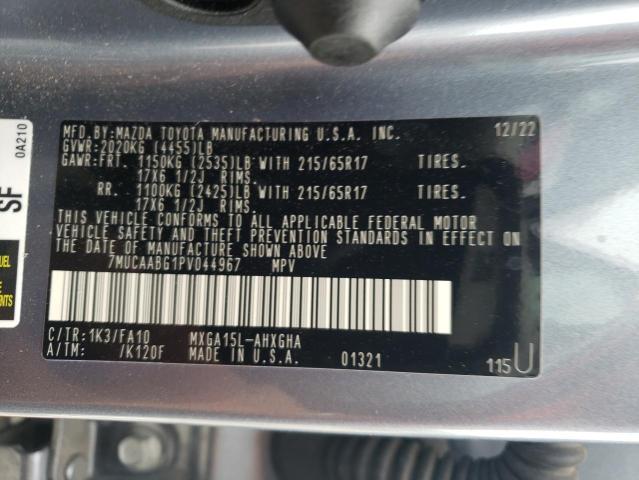 MFD.BY:MAZDA TOYOTA MANUFACTURING U.S.A. INC. 12/22
GVWR:2020KG (4455)LB
GAWR:FRT. 1150KG (2535)LB WITH 215/65R17 TIRES.
17X6 1/2J RIMS.
RR. 1100KG (2425)LB WITH 215/65R17 TIRES.
17X6 1/2J RIMS.
THIS VEHICLE CONFORMS TO ALL APPLICABLE FEDERAL MOTOR
VEHICLE SAFETY AND THEFT PREVENTION STANDARDS IN EFFECT ON
THE DATE OF MANUFACTURE SHOWN ABOVE
7MUCAABG1PV044967 MPV
C/TR:1K3/FA10 MXGA15L-AHXGHA
A/TM: /K120F MADE IN U.S.A. 01321
115U
0A210
SF